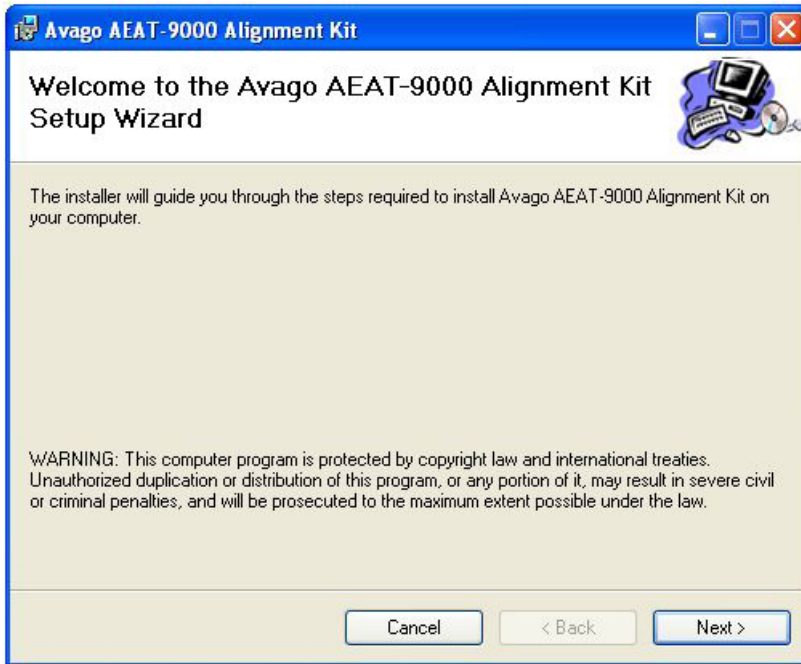 Avago AEAT-9000 Alignment Kit
Welcome to the Avago AEAT-9000 Alignment Kit
Setup Wizard
The installer will guide you through the steps required to install Avago AEAT-9000 Alignment Kit on
your computer.
WARNING: This computer program is protected by copyright law and international treaties.
Unauthorized duplication or distribution of this program, or any portion of it, may result in severe civil
or criminal penalties, and will be prosecuted to the maximum extent possible under the law.
Cancel
< Back
Next >